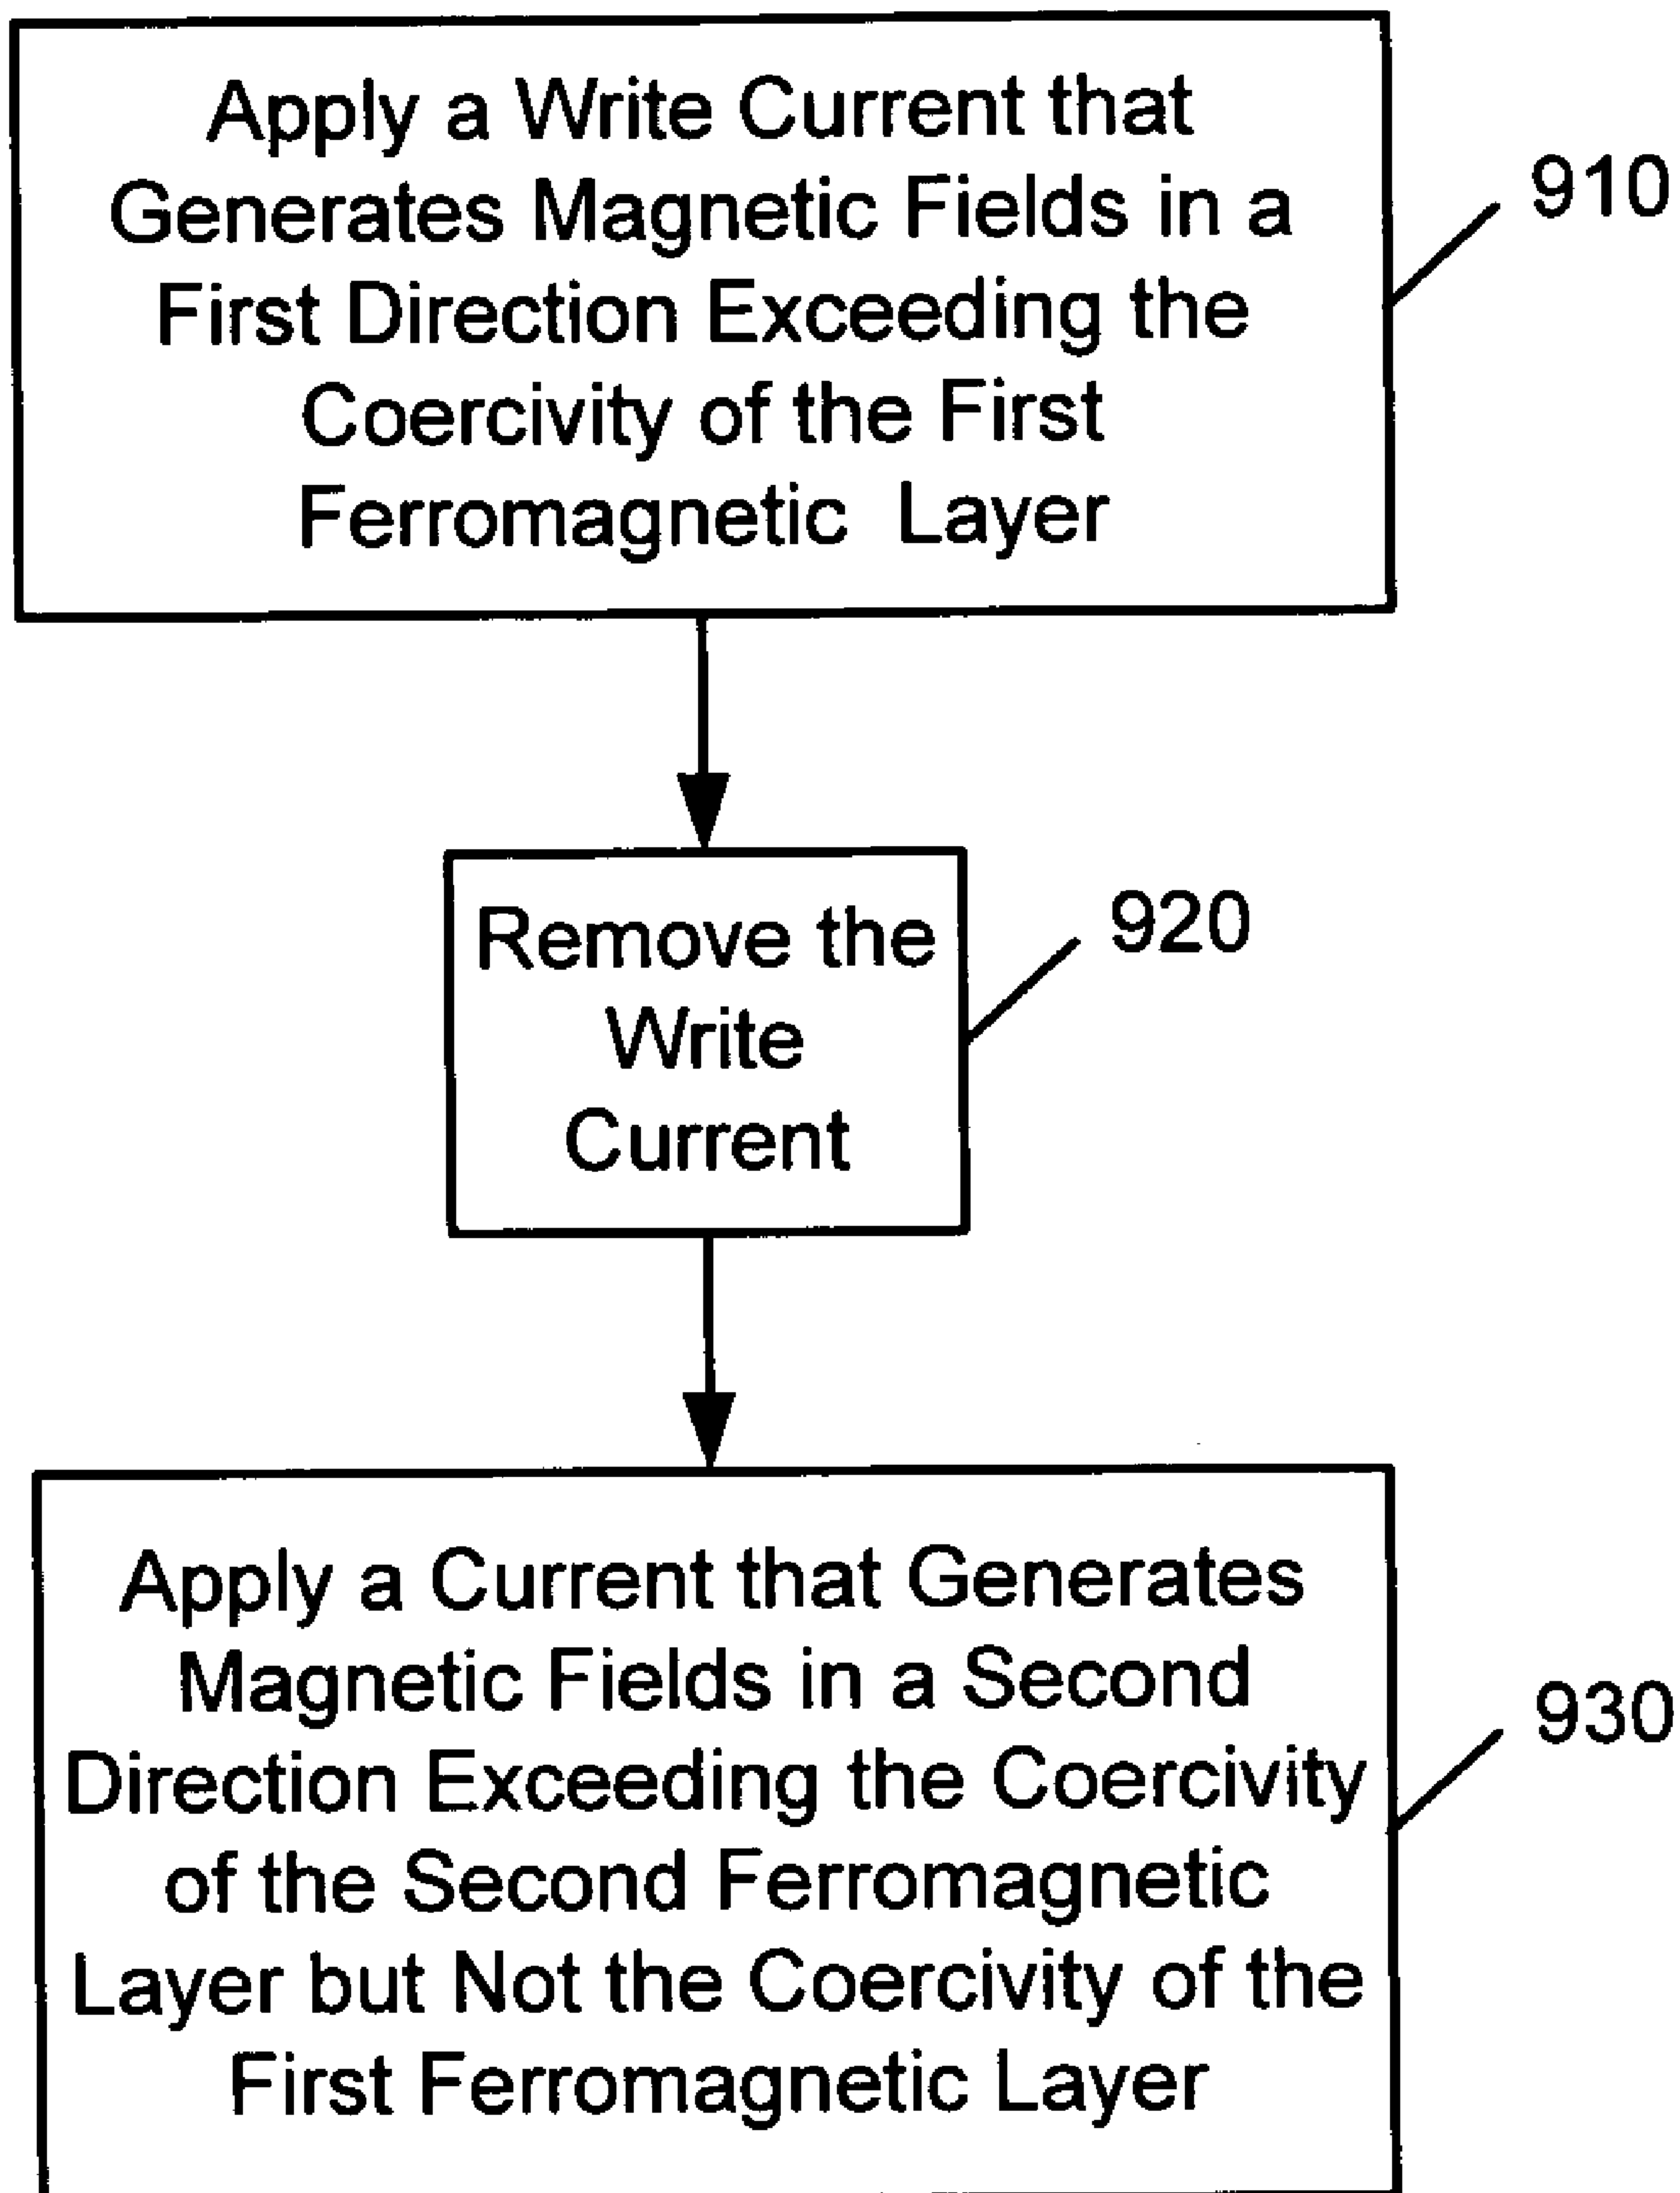 Apply a Write Current that
Generates Magnetic Fields in a
First Direction Exceeding the
Coercivity of the First
Ferromagnetic Layer
910
Remove the
Write
Current
920
Apply a Current that Generates
Magnetic Fields in a Second
Direction Exceeding the Coercivity
of the Second Ferromagnetic
Layer but Not the Coercivity of the
First Ferromagnetic Layer
930